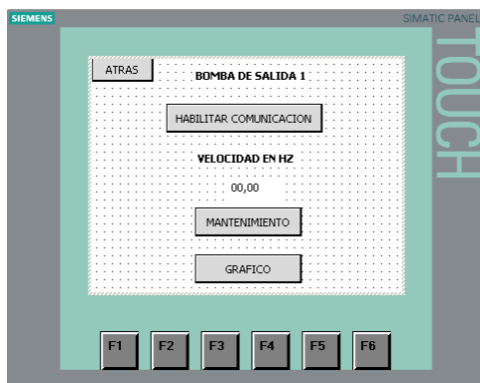 SIEMENS
SIMATIC PANEL
TOUCH
ATRAS
BOMBA DE SALIDA 1
HABILITAR COMUNICACION
VELOCIDAD EN HZ
00,00
MANTENIMIENTO
GRAFICO
F1 F2 F3 F4 F5 F6